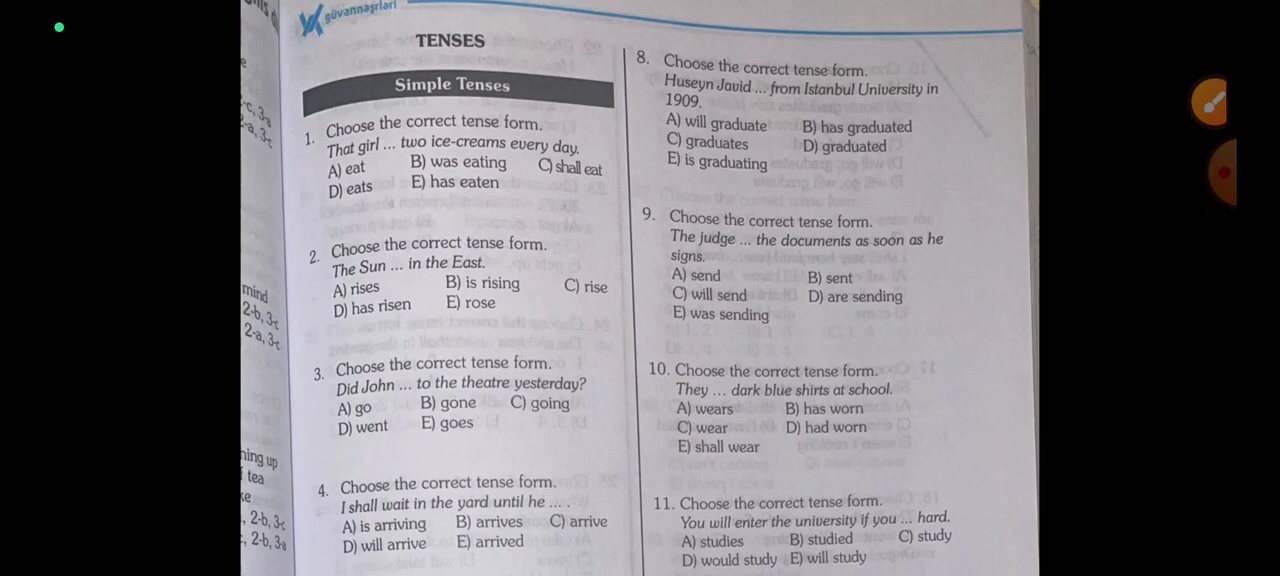 güvənnəşrləri
TENSES
Simple Tenses
1. Choose the correct tense form.
That girl ... two ice-creams every day.
A) eat B) was eating C) shall eat
D) eats E) has eaten
2. Choose the correct tense form.
The Sun ... in the East.
A) rises B) is rising C) rise
D) has risen E) rose
3. Choose the correct tense form.
Did John ... to the theatre yesterday?
A) go B) gone C) going
D) went E) goes
4. Choose the correct tense form.
I shall wait in the yard until he ... .
A) is arriving B) arrives C) arrive
D) will arrive E) arrived
8. Choose the correct tense form.
Huseyn Javid ... from Istanbul University in
1909.
A) will graduate B) has graduated
C) graduates D) graduated
E) is graduating
9. Choose the correct tense form.
The judge ... the documents as soon as he
signs.
A) send B) sent
C) will send D) are sending
E) was sending
10. Choose the correct tense form.
They ... dark blue shirts at school.
A) wears B) has worn
C) wear D) had worn
E) shall wear
11. Choose the correct tense form.
You will enter the university if you ... hard.
A) studies B) studied C) study
D) would study E) will study
mind
2-b, 3-c
2-a, 3-c
tea
2-b, 3-c
2-b, 3-a